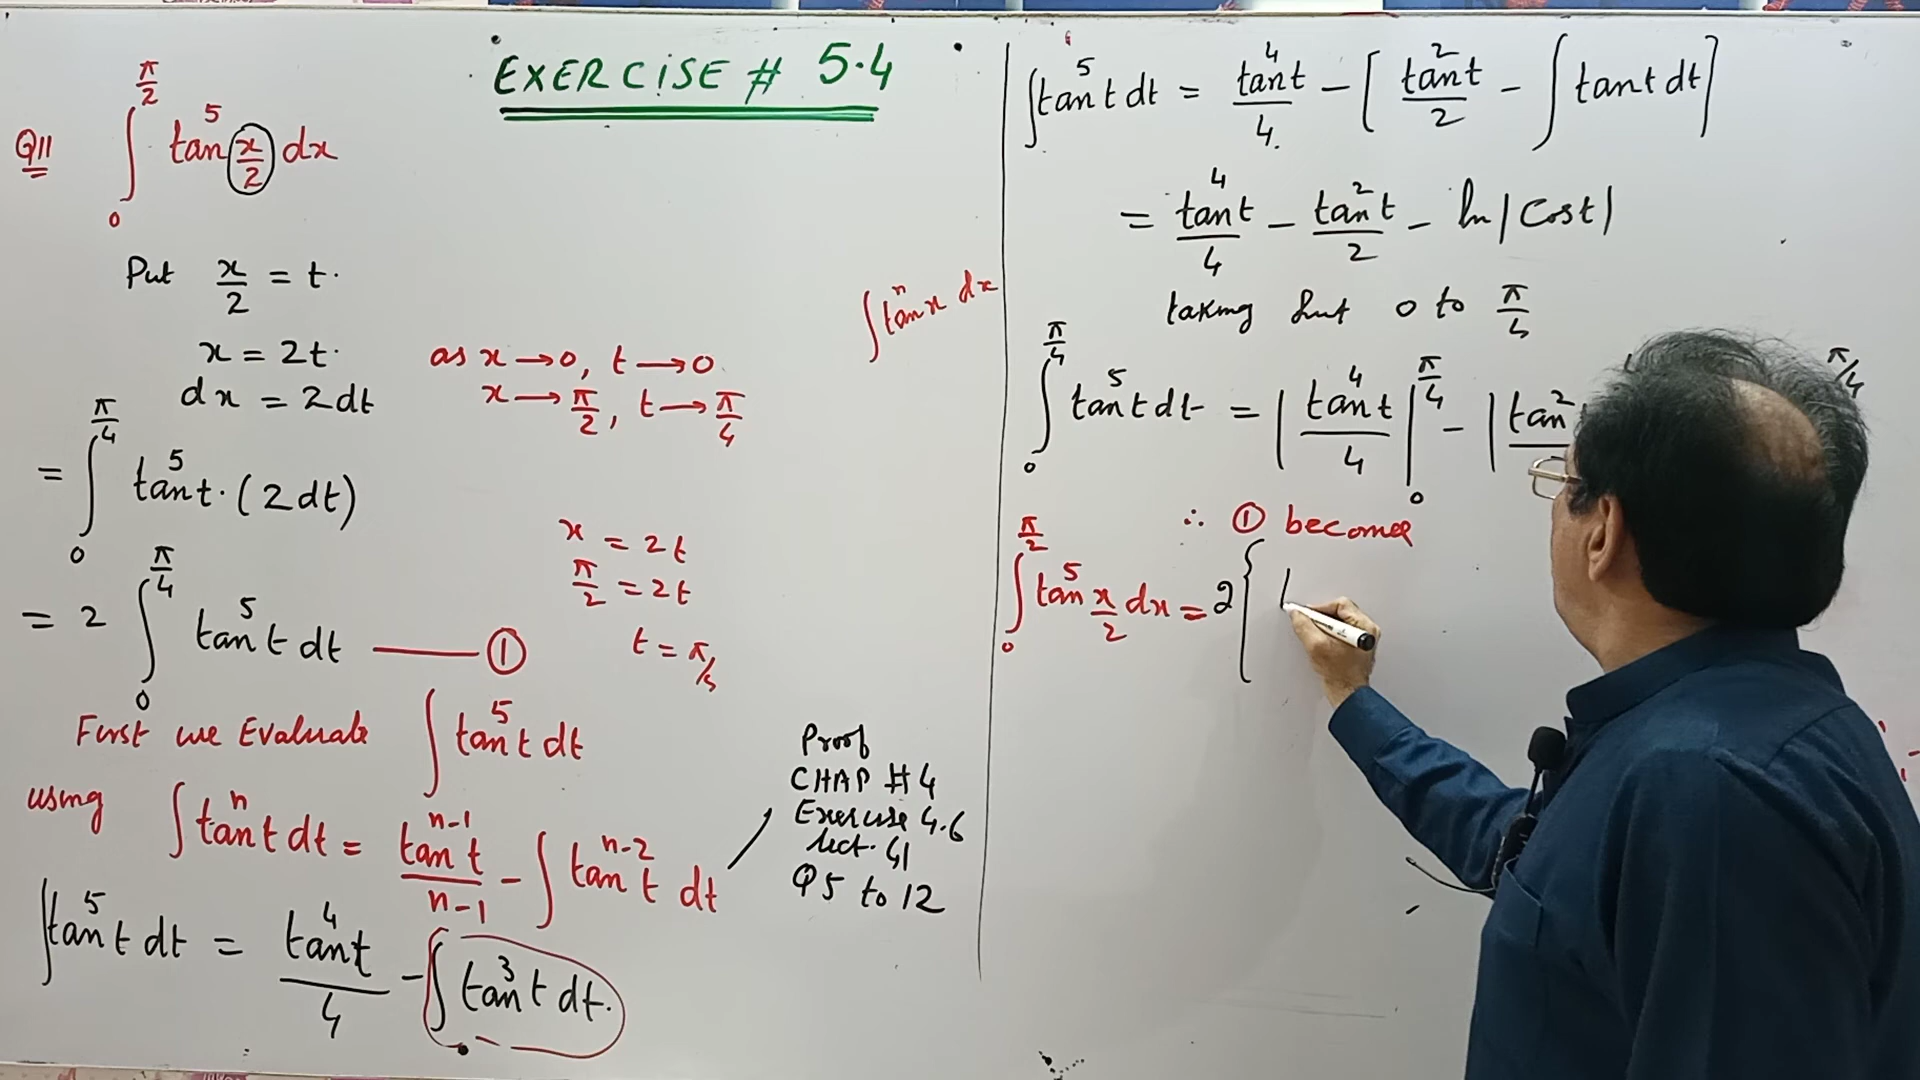 EXERCISE # 5.4
Q11 ∫₀^{π/2} tan⁵(x/2) dx
Put x/2 = t.
x = 2t.
dx = 2dt
as x → 0, t → 0
x → π/2, t → π/4
= ∫₀^{π/4} tan⁵t.(2dt)
= 2 ∫₀^{π/4} tan⁵t dt ——— ①
x = 2t
π/2 = 2t
t = π/4
First we Evaluate ∫tan⁵t dt
using ∫tanⁿt dt = tanⁿ⁻¹t/n-1 - ∫tanⁿ⁻²t dt
Proof
CHAP # 4
Exercise 4.6
Lect. 41
Q5 to 12
∫tan⁵t dt = tan⁴t/4 - ∫tan³t dt.
∫tanⁿx dx
∫tan⁵t dt = tan⁴t/4 - [tan²t/2 - ∫tant dt]
= tan⁴t/4 - tan²t/2 - ln|Cost|
taking 0 to π/4
∫₀^{π/4} tan⁵t dt = |tan⁴t/4|₀^{π/4} - |tan² π/4
∴ ① becomes
∫₀^{π/2} tan⁵ x/2 dx = 2{